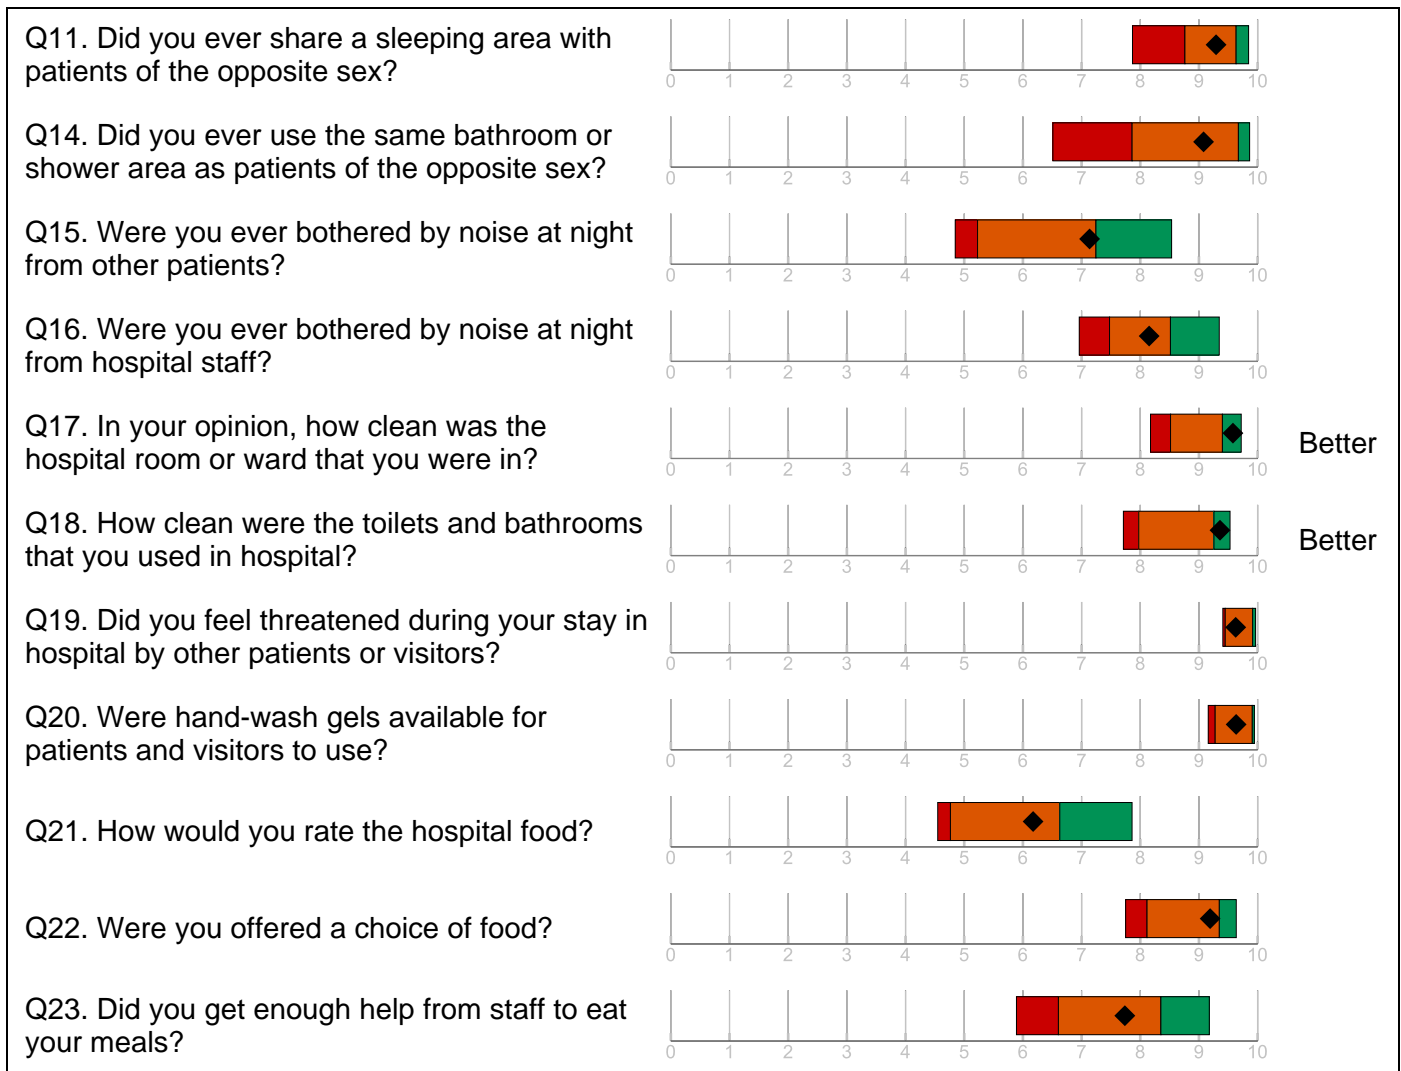 Q11. Did you ever share a sleeping area with
patients of the opposite sex?
0 1 2 3 4 5 6 7 8 9 10
Q14. Did you ever use the same bathroom or
shower area as patients of the opposite sex?
0 1 2 3 4 5 6 7 8 9 10
Q15. Were you ever bothered by noise at night
from other patients?
0 1 2 3 4 5 6 7 8 9 10
Q16. Were you ever bothered by noise at night
from hospital staff?
0 1 2 3 4 5 6 7 8 9 10
Q17. In your opinion, how clean was the
hospital room or ward that you were in?
Better
0 1 2 3 4 5 6 7 8 9 10
Q18. How clean were the toilets and bathrooms
that you used in hospital?
Better
0 1 2 3 4 5 6 7 8 9 10
Q19. Did you feel threatened during your stay in
hospital by other patients or visitors?
0 1 2 3 4 5 6 7 8 9 10
Q20. Were hand-wash gels available for
patients and visitors to use?
0 1 2 3 4 5 6 7 8 9 10
Q21. How would you rate the hospital food?
0 1 2 3 4 5 6 7 8 9 10
Q22. Were you offered a choice of food?
0 1 2 3 4 5 6 7 8 9 10
Q23. Did you get enough help from staff to eat
your meals?
0 1 2 3 4 5 6 7 8 9 10